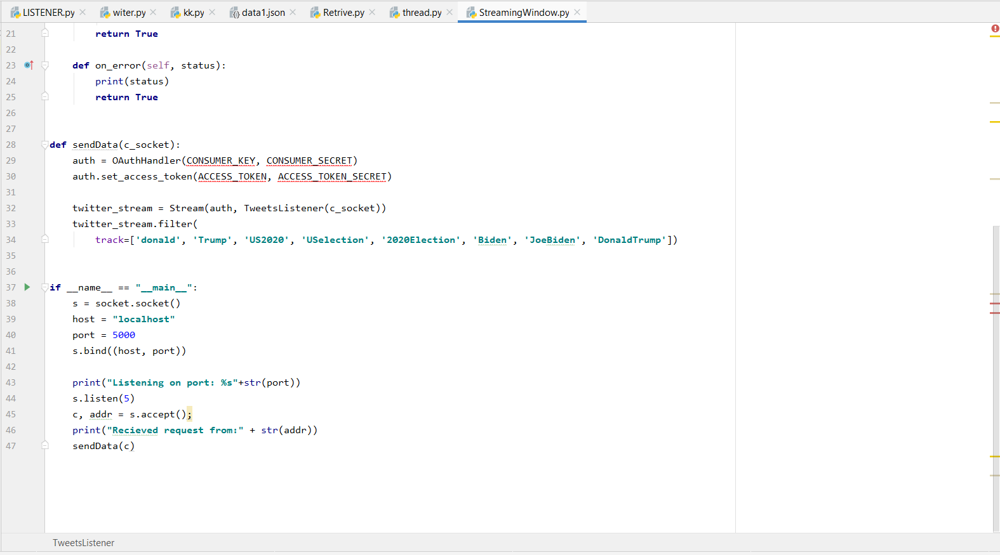 LISTENER.py witer.py kk.py data1.json Retrive.py thread.py StreamingWindow.py
21 return True
22
23 def on_error(self, status):
24 print(status)
25 return True
26
27
28 def sendData(c_socket):
29 auth = OAuthHandler(CONSUMER_KEY, CONSUMER_SECRET)
30 auth.set_access_token(ACCESS_TOKEN, ACCESS_TOKEN_SECRET)
31
32 twitter_stream = Stream(auth, TweetsListener(c_socket))
33 twitter_stream.filter(
34 track=['donald', 'Trump', 'US2020', 'USelection', '2020Election', 'Biden', 'JoeBiden', 'DonaldTrump'])
35
36
37 if __name__ == "__main__":
38 s = socket.socket()
39 host = "localhost"
40 port = 5000
41 s.bind((host, port))
42
43 print("Listening on port: %s"+str(port))
44 s.listen(5)
45 c, addr = s.accept();
46 print("Recieved request from:" + str(addr))
47 sendData(c)
TweetsListener